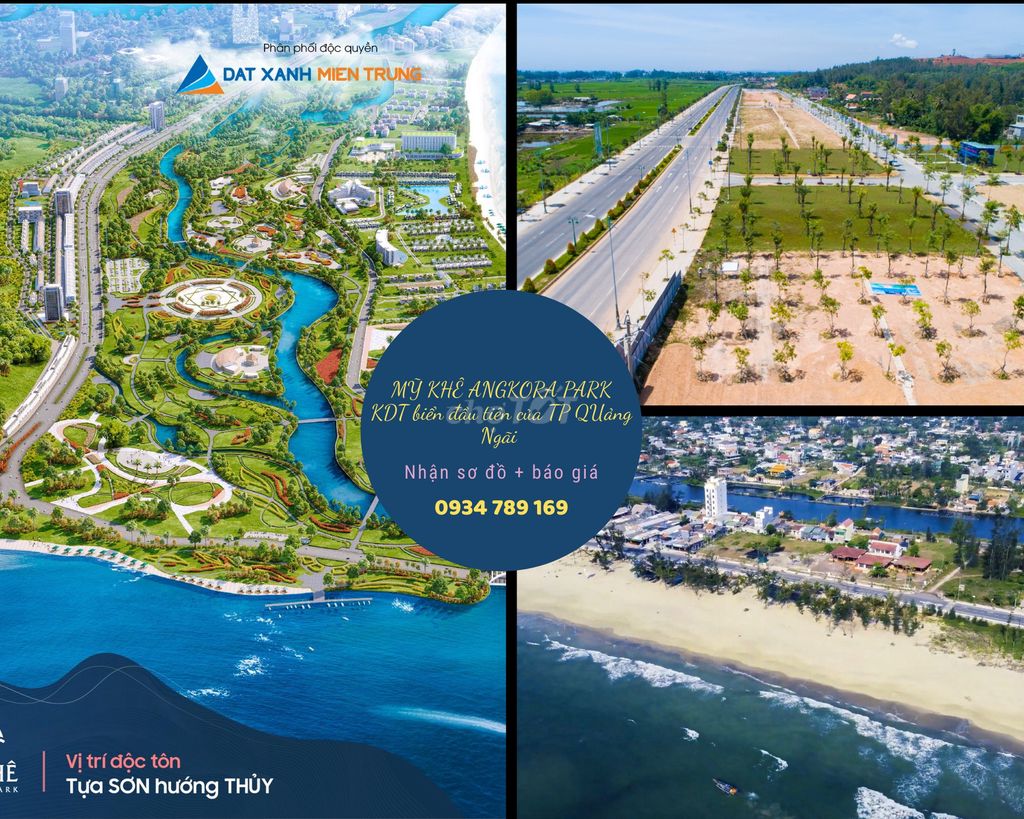 Phân phối độc quyền
DAT XANH MIEN TRUNG
MỸ KHÊ ANGKORA PARK
KDT biển đầu tiên của TP QUảng
Ngãi
Nhận sơ đồ + báo giá
0934 789 169
Vị trí độc tôn
Tựa SƠN hướng THỦY